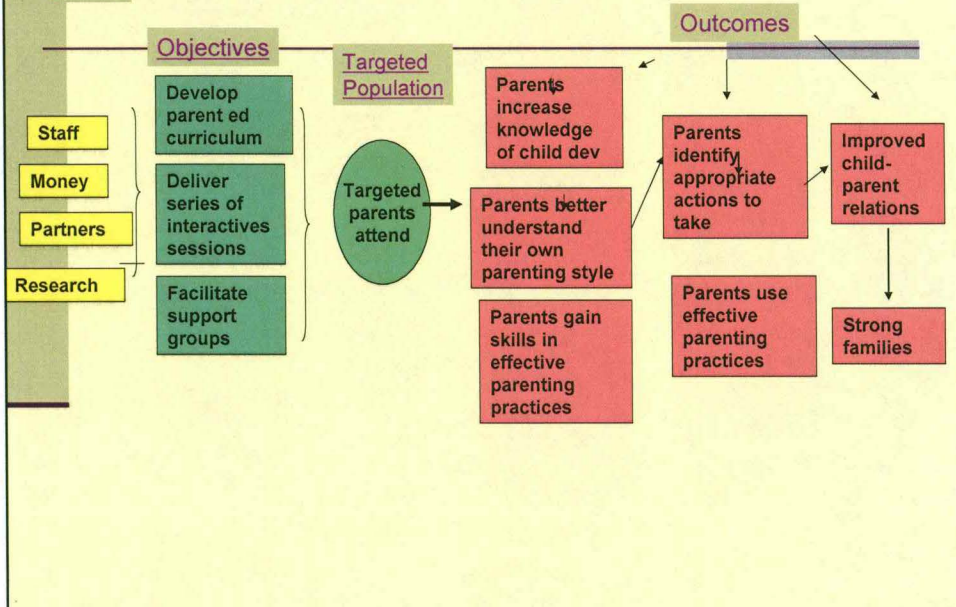 Objectives
Targeted
Population
Outcomes
Staff
Money
Partners
Research
Develop
parent ed
curriculum
Deliver
series of
interactives
sessions
Facilitate
support
groups
Targeted
parents
attend
Parents
increase
knowledge
of child dev
Parents better
understand
their own
parenting style
Parents gain
skills in
effective
parenting
practices
Parents
identify
appropriate
actions to
take
Parents use
effective
parenting
practices
Improved
child-
parent
relations
Strong
families